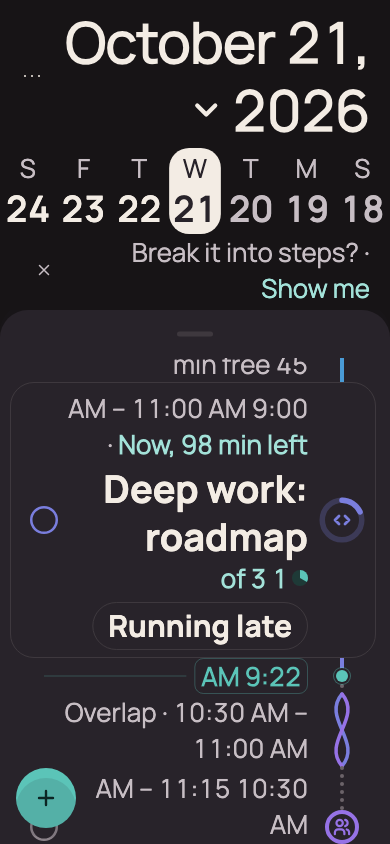 October 21,
2026
S F T W T M S
24 23 22 21 20 19 18
Break it into steps? ·
Show me
min free 45
AM – 11:00 AM 9:00
· Now, 98 min left
Deep work:
roadmap
of 3 1
Running late
AM 9:22
Overlap · 10:30 AM –
11:00 AM
AM – 11:15 10:30
AM